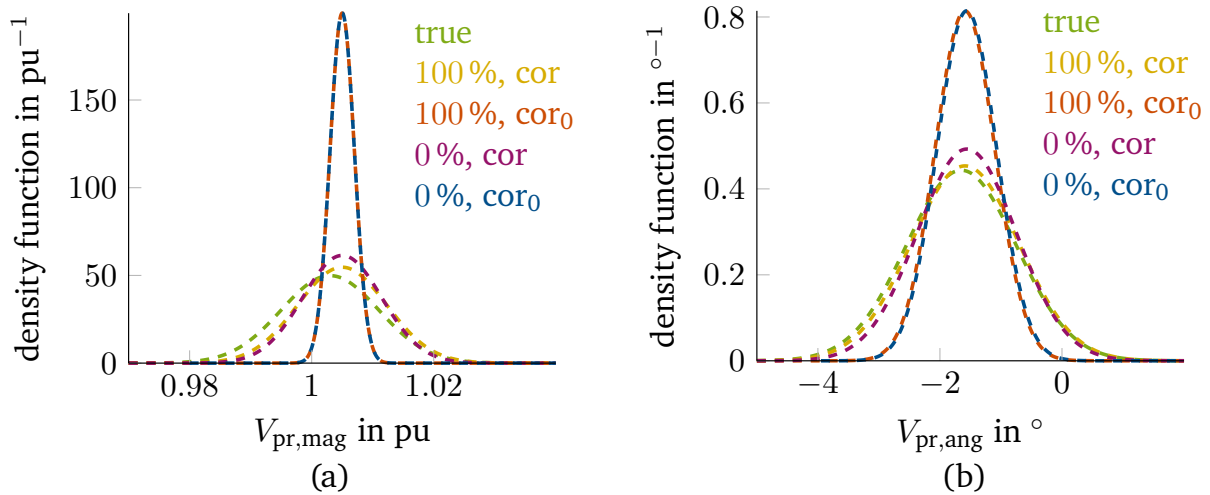 density function in pu⁻¹
150
100
50
0
true
100 %, cor
100 %, cor₀
0 %, cor
0 %, cor₀
0.98 1 1.02
V_pr,mag in pu
(a)
density function in °⁻¹
0.8
0.6
0.4
0.2
0
true
100 %, cor
100 %, cor₀
0 %, cor
0 %, cor₀
−4 −2 0
V_pr,ang in °
(b)